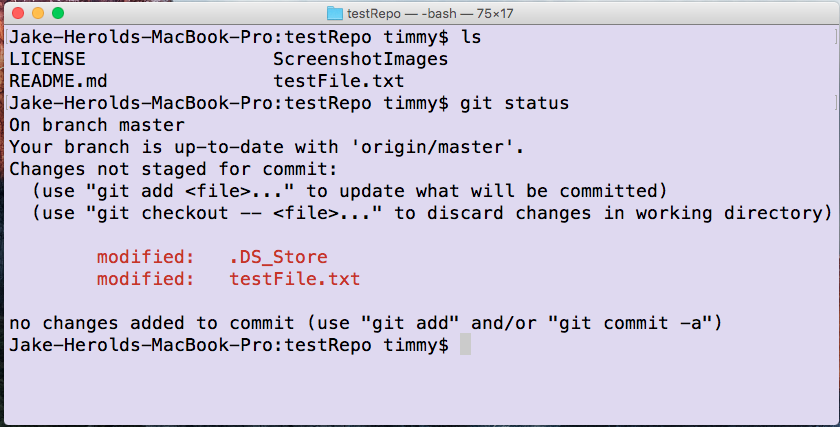 testRepo — -bash — 75×17
Jake-Herolds-MacBook-Pro:testRepo timmy$ ls
LICENSE                 ScreenshotImages
README.md               testFile.txt
Jake-Herolds-MacBook-Pro:testRepo timmy$ git status
On branch master
Your branch is up-to-date with 'origin/master'.
Changes not staged for commit:
  (use "git add <file>..." to update what will be committed)
  (use "git checkout -- <file>..." to discard changes in working directory)
        modified:   .DS_Store
        modified:   testFile.txt
no changes added to commit (use "git add" and/or "git commit -a")
Jake-Herolds-MacBook-Pro:testRepo timmy$